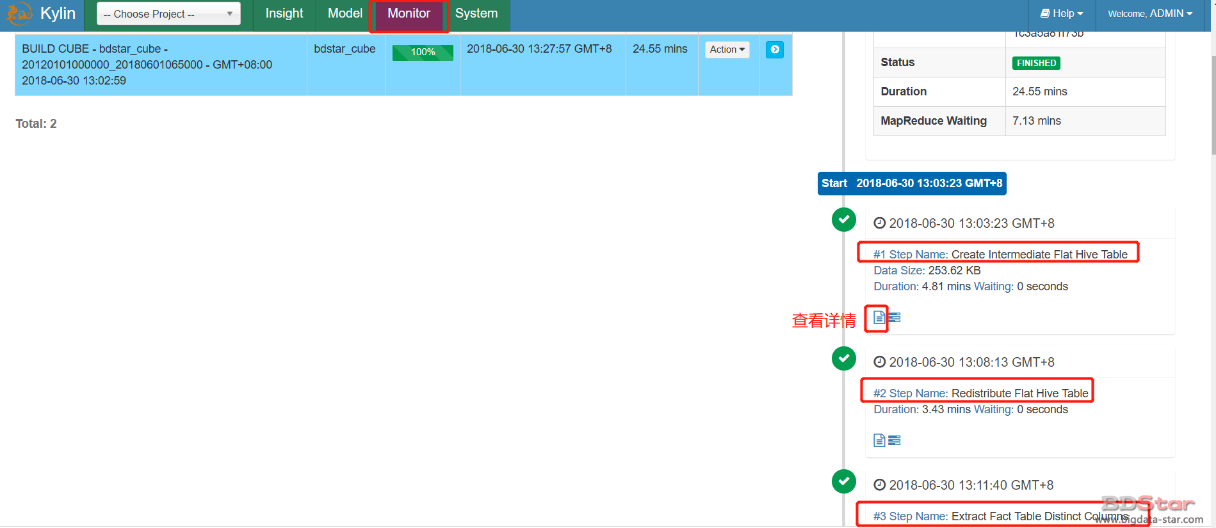 Kylin
-- Choose Project --
Insight
Model
Monitor
System
Help
Welcome, ADMIN
BUILD CUBE - bdstar_cube -
20120101000000_20180601065000 - GMT+08:00
2018-06-30 13:02:59
bdstar_cube
100%
2018-06-30 13:27:57 GMT+8
24.55 mins
Action
Total: 2
Status
FINISHED
Duration
24.55 mins
MapReduce Waiting
7.13 mins
Start 2018-06-30 13:03:23 GMT+8
2018-06-30 13:03:23 GMT+8
#1 Step Name: Create Intermediate Flat Hive Table
Data Size: 253.62 KB
Duration: 4.81 mins Waiting: 0 seconds
查看详情
2018-06-30 13:08:13 GMT+8
#2 Step Name: Redistribute Flat Hive Table
Duration: 3.43 mins Waiting: 0 seconds
2018-06-30 13:11:40 GMT+8
#3 Step Name: Extract Fact Table Distinct Columns
BDStar
www.bigdata-star.com